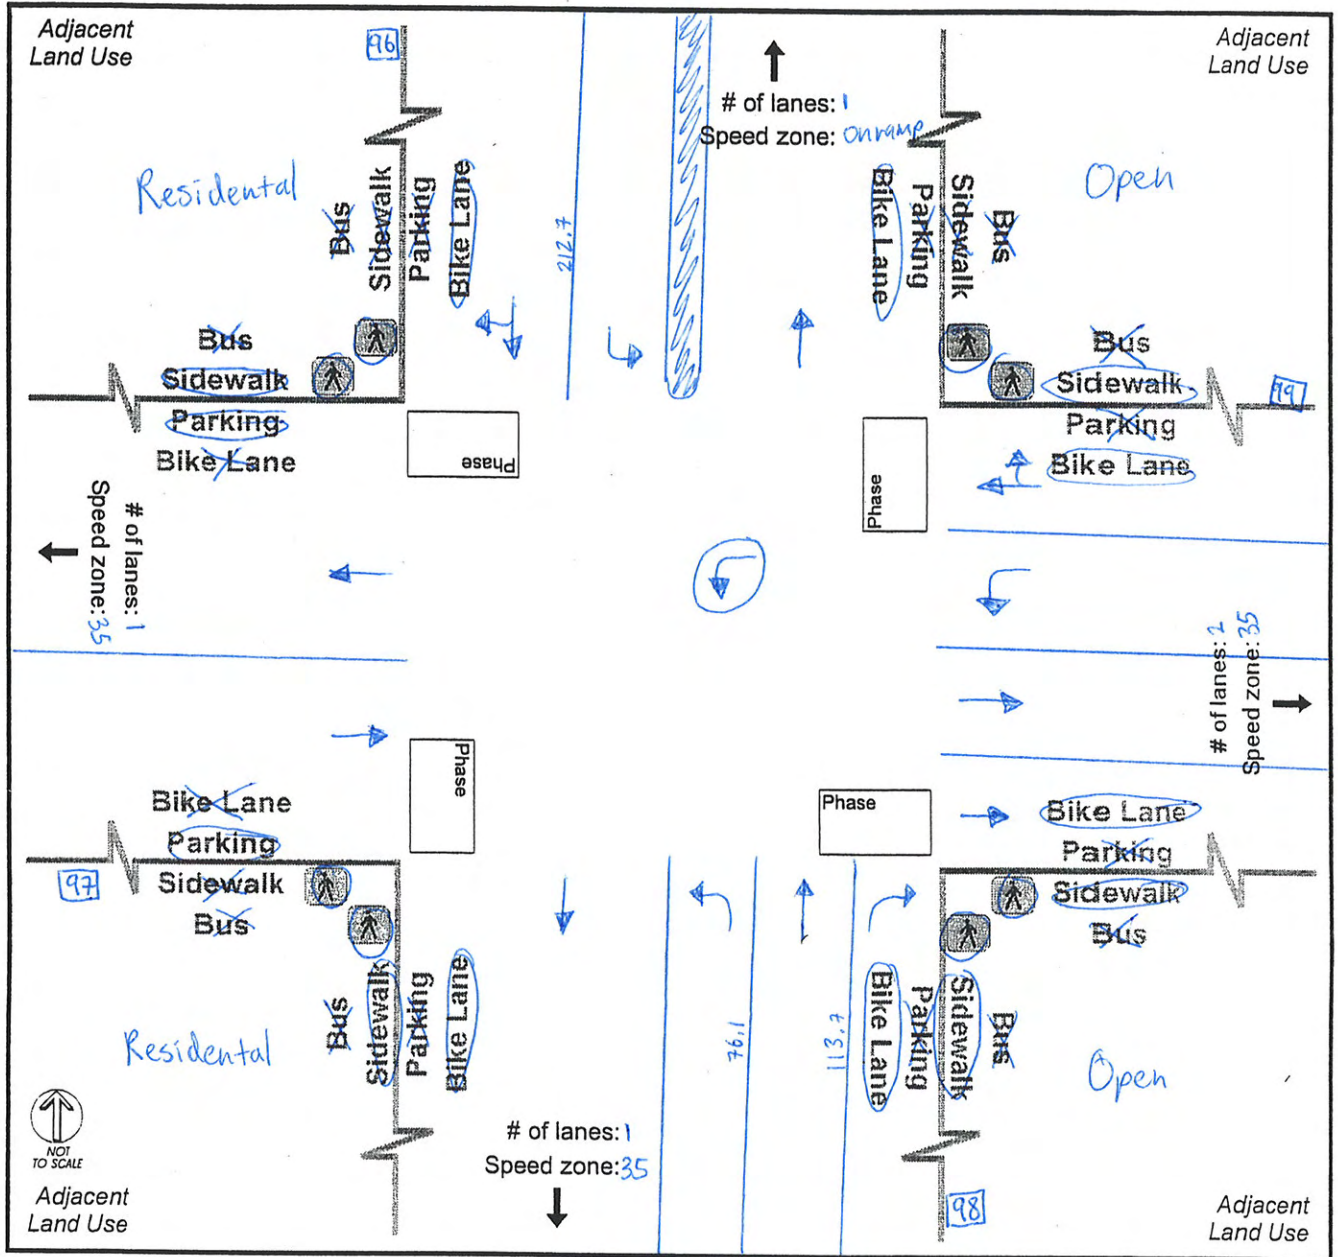 Adjacent
Land Use
96
Adjacent
Land Use
# of lanes: 1
Speed zone: Onramp
Residental
Bus
Sidewalk
Parking
Bike Lane
212.7
Bike Lane
Parking
Sidewalk
Bus
Open
Bus
Sidewalk
Parking
Bike Lane
Phase
Phase
Bus
Sidewalk
Parking
Bike Lane
99
# of lanes: 1
Speed zone: 35
# of lanes: 2
Speed zone: 35
Bike Lane
Parking
Sidewalk
Bus
97
Phase
Phase
Bike Lane
Parking
Sidewalk
Bus
Residental
Bus
Sidewalk
Parking
Bike Lane
76.1
113.7
Bike Lane
Parking
Sidewalk
Bus
Open
NOT
TO SCALE
# of lanes: 1
Speed zone: 35
Adjacent
Land Use
98
Adjacent
Land Use